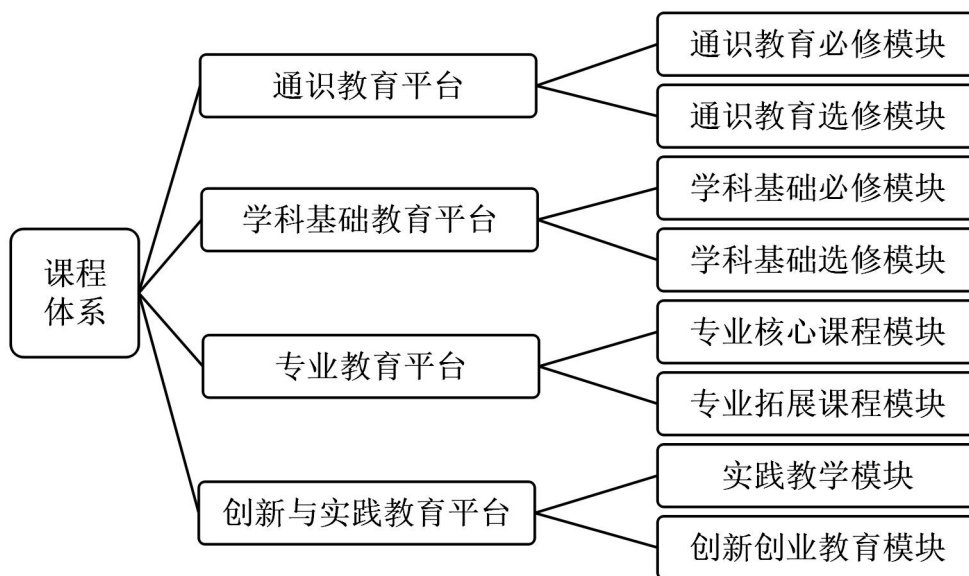 课程
体系
通识教育平台
通识教育必修模块
通识教育选修模块
学科基础教育平台
学科基础必修模块
学科基础选修模块
专业教育平台
专业核心课程模块
专业拓展课程模块
创新与实践教育平台
实践教学模块
创新创业教育模块